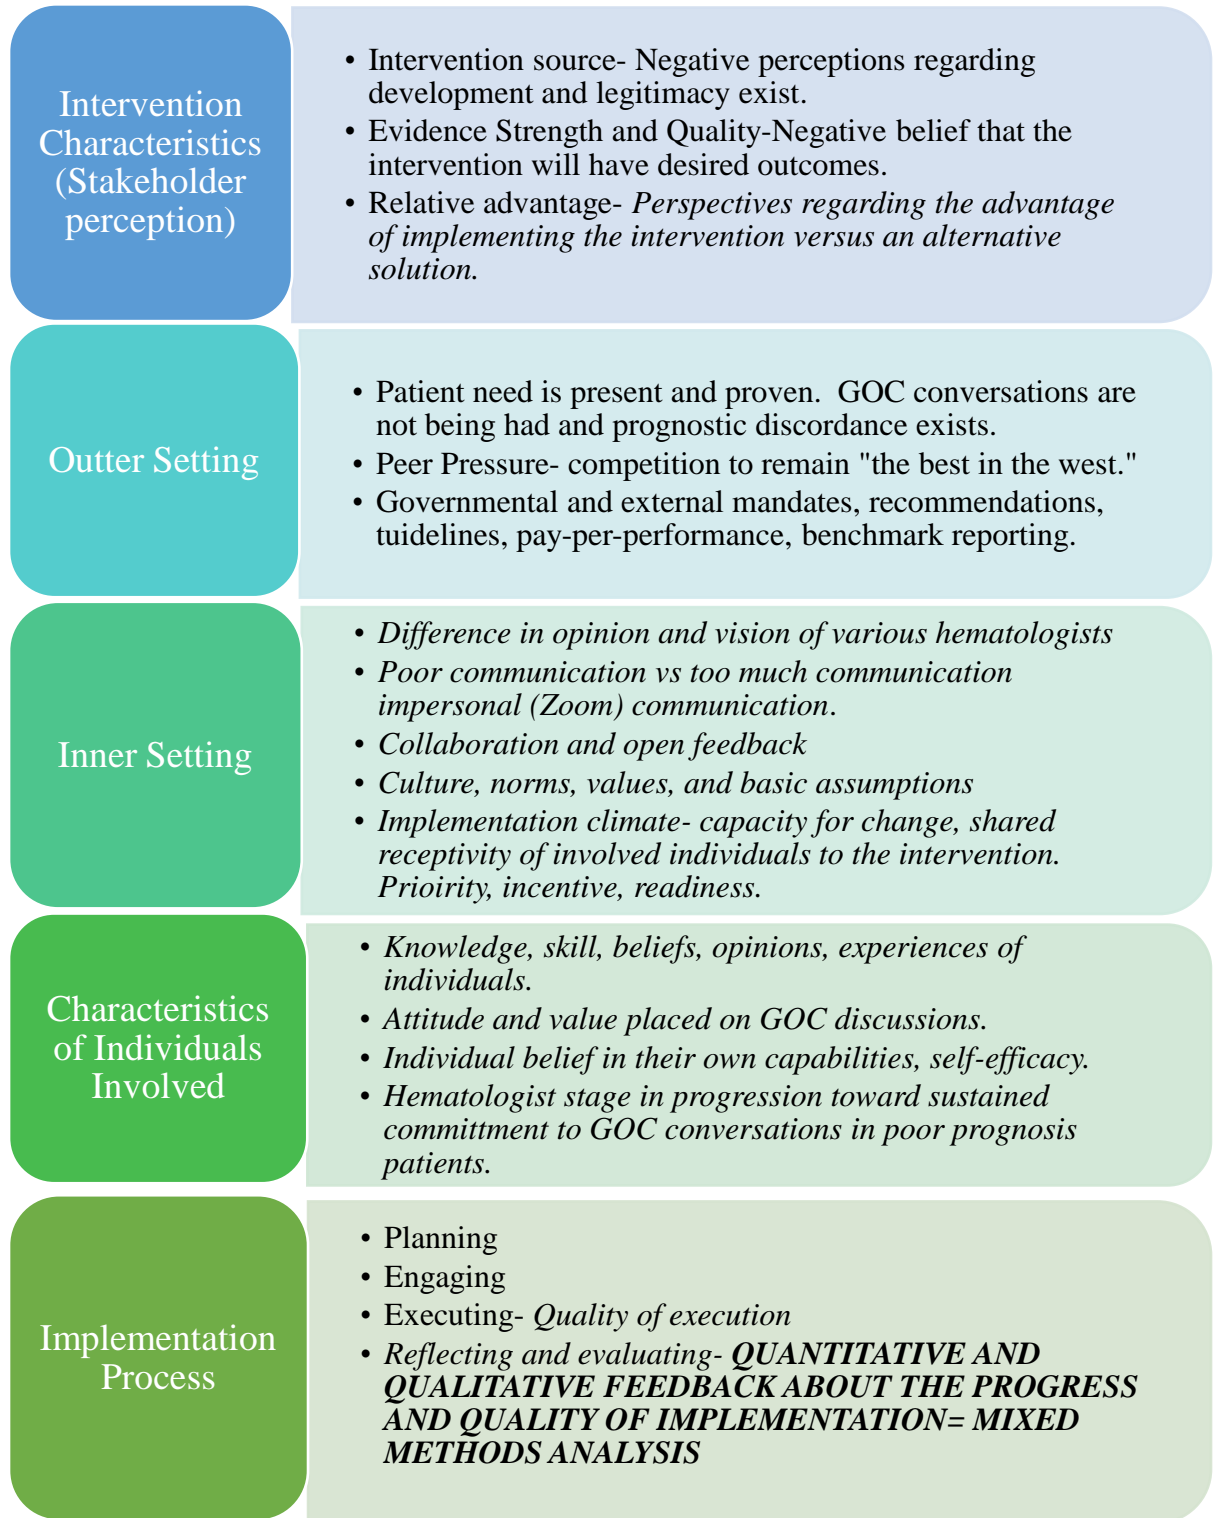 Intervention
Characteristics
(Stakeholder
perception)
• Intervention source- Negative perceptions regarding
development and legitimacy exist.
• Evidence Strength and Quality-Negative belief that the
intervention will have desired outcomes.
• Relative advantage- Perspectives regarding the advantage
of implementing the intervention versus an alternative
solution.
Outter Setting
• Patient need is present and proven.  GOC conversations are
not being had and prognostic discordance exists.
• Peer Pressure- competition to remain "the best in the west."
• Governmental and external mandates, recommendations,
tuidelines, pay-per-performance, benchmark reporting.
Inner Setting
• Difference in opinion and vision of various hematologists
• Poor communication vs too much communication
impersonal (Zoom) communication.
• Collaboration and open feedback
• Culture, norms, values, and basic assumptions
• Implementation climate- capacity for change, shared
receptivity of involved individuals to the intervention.
Prioirity, incentive, readiness.
Characteristics
of Individuals
Involved
• Knowledge, skill, beliefs, opinions, experiences of
individuals.
• Attitude and value placed on GOC discussions.
• Individual belief in their own capabilities, self-efficacy.
• Hematologist stage in progression toward sustained
committment to GOC conversations in poor prognosis
patients.
Implementation
Process
• Planning
• Engaging
• Executing- Quality of execution
• Reflecting and evaluating- QUANTITATIVE AND
QUALITATIVE FEEDBACK ABOUT THE PROGRESS
AND QUALITY OF IMPLEMENTATION= MIXED
METHODS ANALYSIS